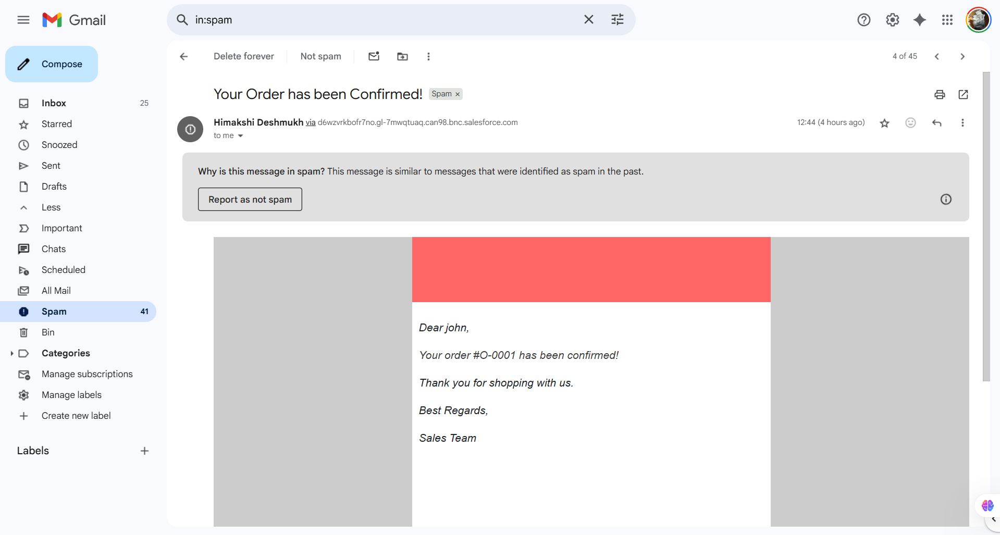 Gmail
in:spam
Compose
Inbox 25
Starred
Snoozed
Sent
Drafts
Less
Important
Chats
Scheduled
All Mail
Spam 41
Bin
Categories
Manage subscriptions
Manage labels
Create new label
Labels
Delete forever
Not spam
4 of 45
Your Order has been Confirmed!
Spam ×
Himakshi Deshmukh via d6wzvrkbofr7no.gl-7mwqtuaq.can98.bnc.salesforce.com
12:44 (4 hours ago)
to me
Why is this message in spam? This message is similar to messages that were identified as spam in the past.
Report as not spam
Dear john,
Your order #O-0001 has been confirmed!
Thank you for shopping with us.
Best Regards,
Sales Team